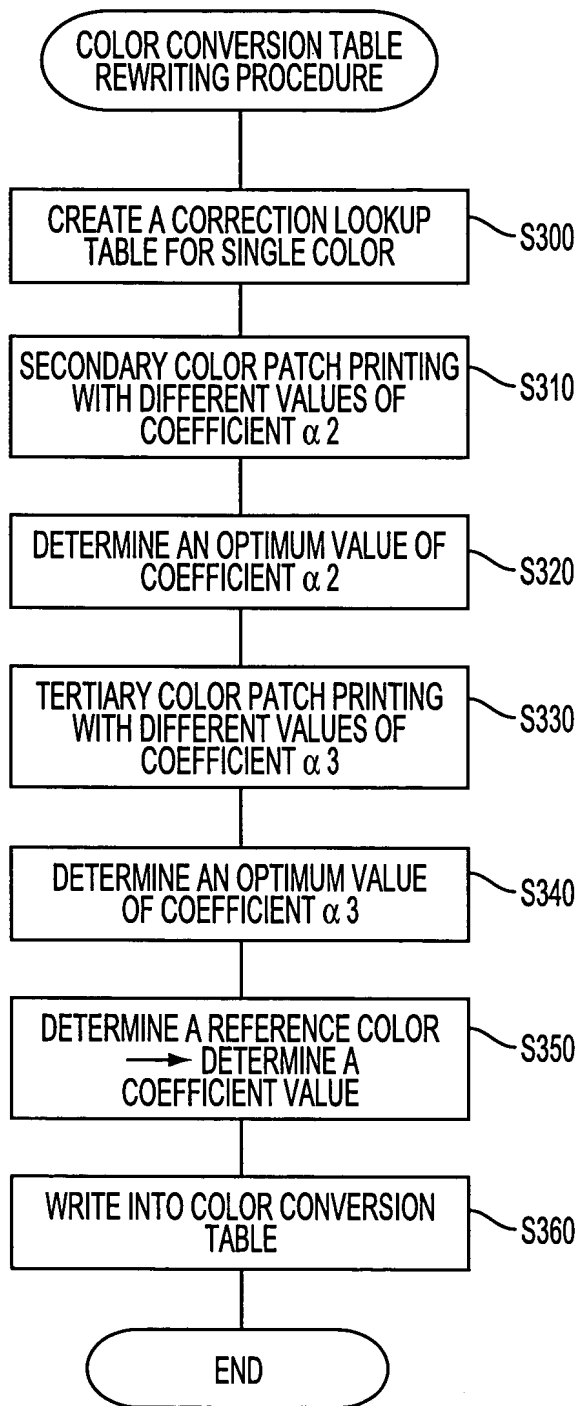 COLOR CONVERSION TABLE
REWRITING PROCEDURE
CREATE A CORRECTION LOOKUP
TABLE FOR SINGLE COLOR
S300
SECONDARY COLOR PATCH PRINTING
WITH DIFFERENT VALUES OF
COEFFICIENT α 2
S310
DETERMINE AN OPTIMUM VALUE OF
COEFFICIENT α 2
S320
TERTIARY COLOR PATCH PRINTING
WITH DIFFERENT VALUES OF
COEFFICIENT α 3
S330
DETERMINE AN OPTIMUM VALUE
OF COEFFICIENT α 3
S340
DETERMINE A REFERENCE COLOR
→ DETERMINE A
COEFFICIENT VALUE
S350
WRITE INTO COLOR CONVERSION
TABLE
S360
END